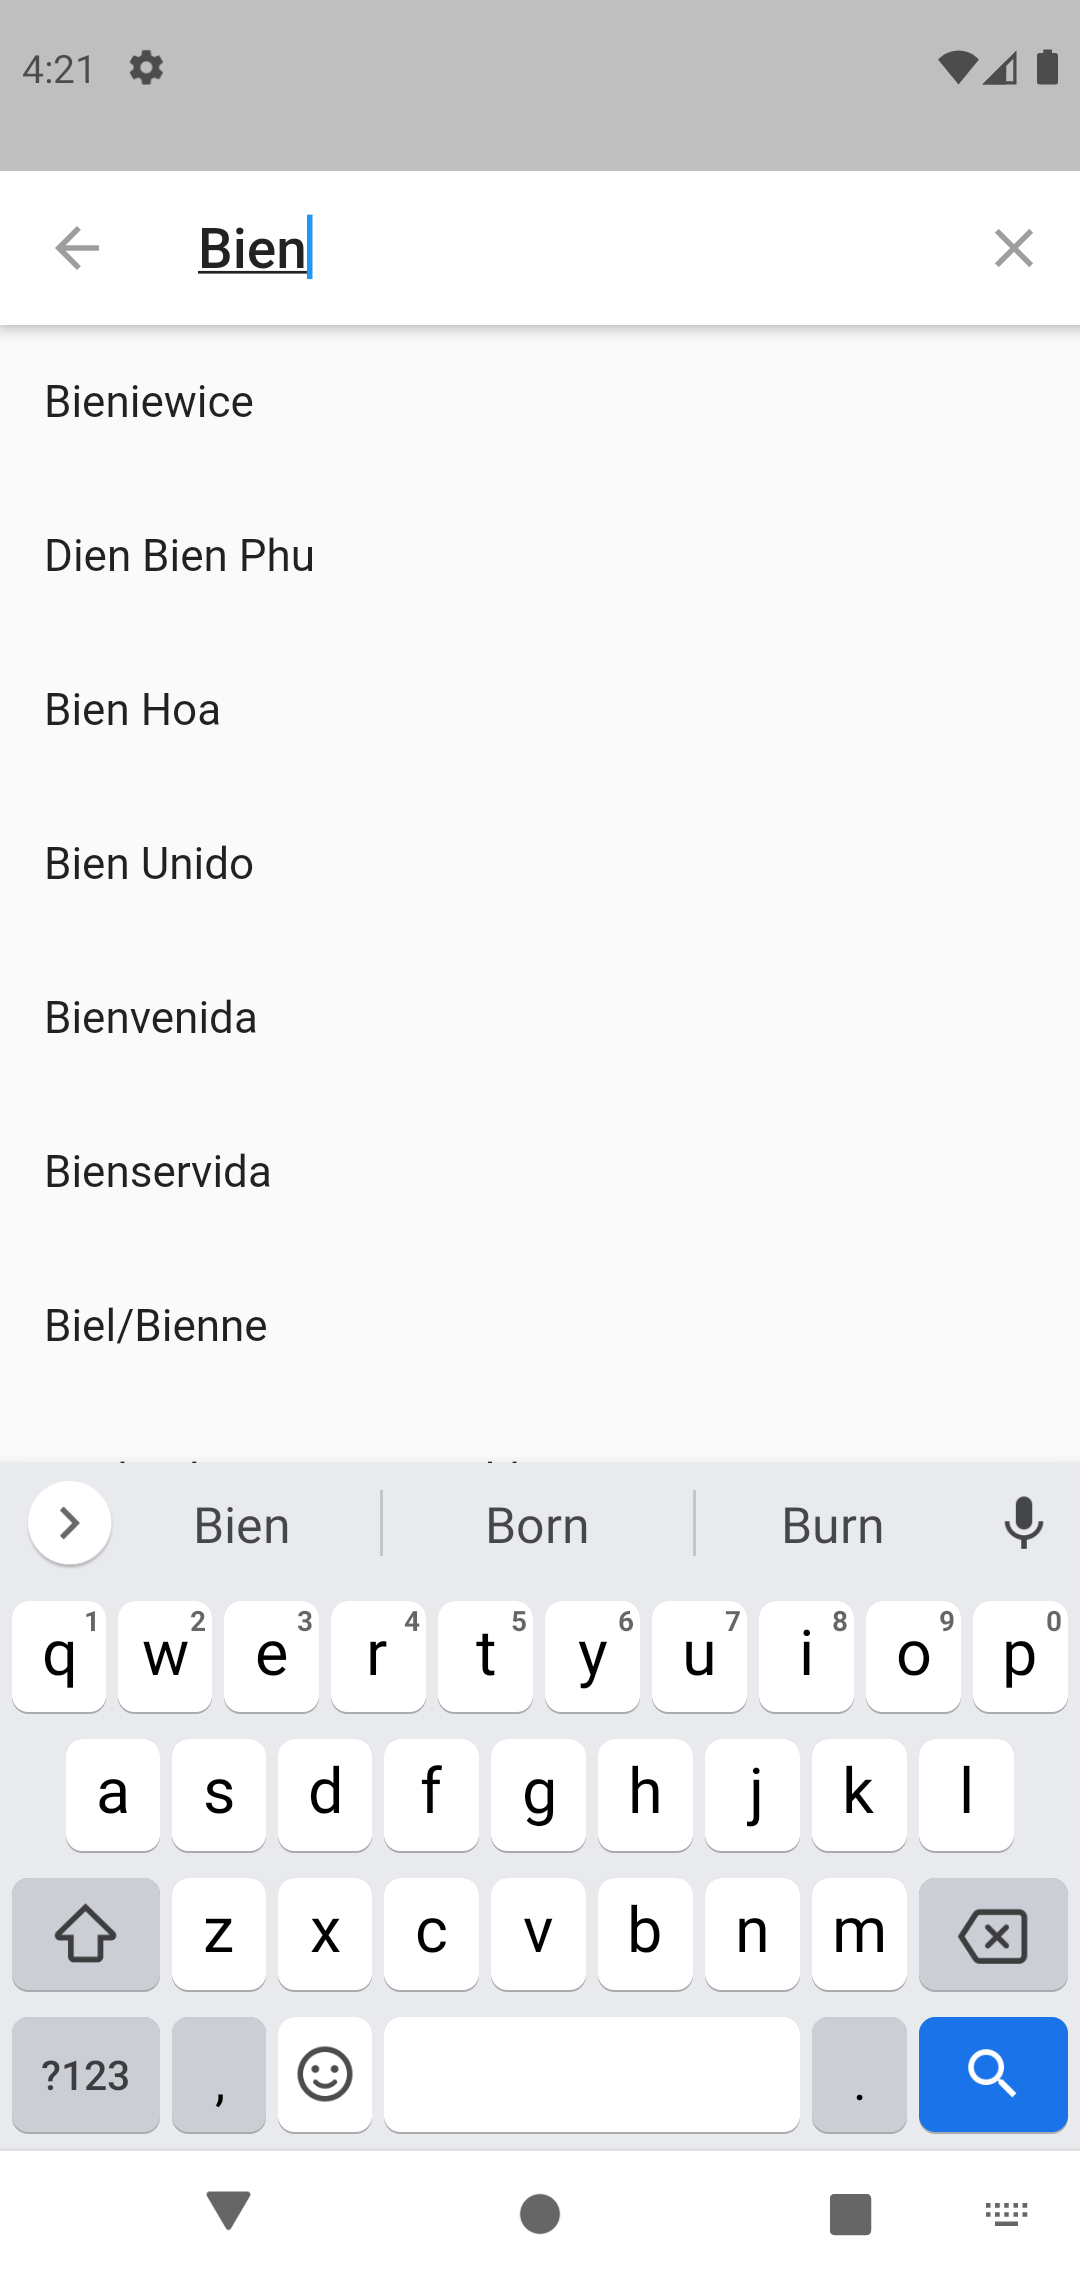 4:21
Bien
Bieniewice
Dien Bien Phu
Bien Hoa
Bien Unido
Bienvenida
Bienservida
Biel/Bienne
Bien Born Burn
q 1 w 2 e 3 r 4 t 5 y 6 u 7 i 8 o 9 p 0
a s d f g h j k l
z x c v b n m
?123 , .